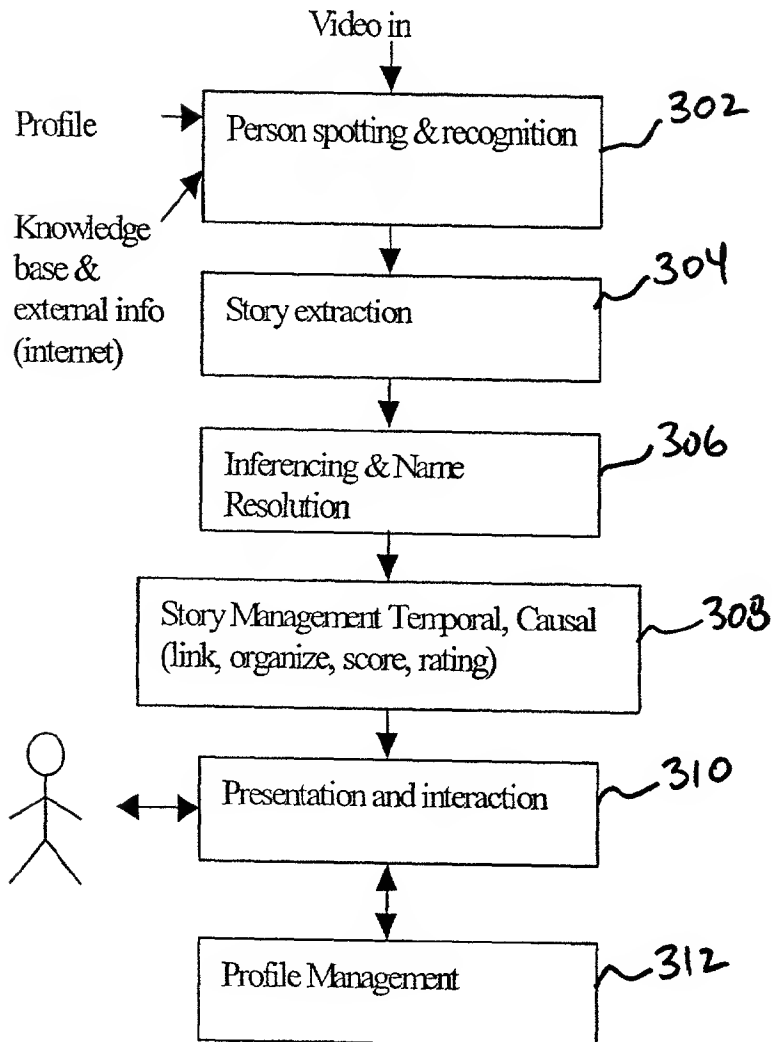 Video in
Profile
Person spotting & recognition
302
Knowledge
base &
external info
(internet)
Story extraction
304
Inferencing & Name
Resolution
306
Story Management Temporal, Causal
(link, organize, score, rating)
308
Presentation and interaction
310
Profile Management
312